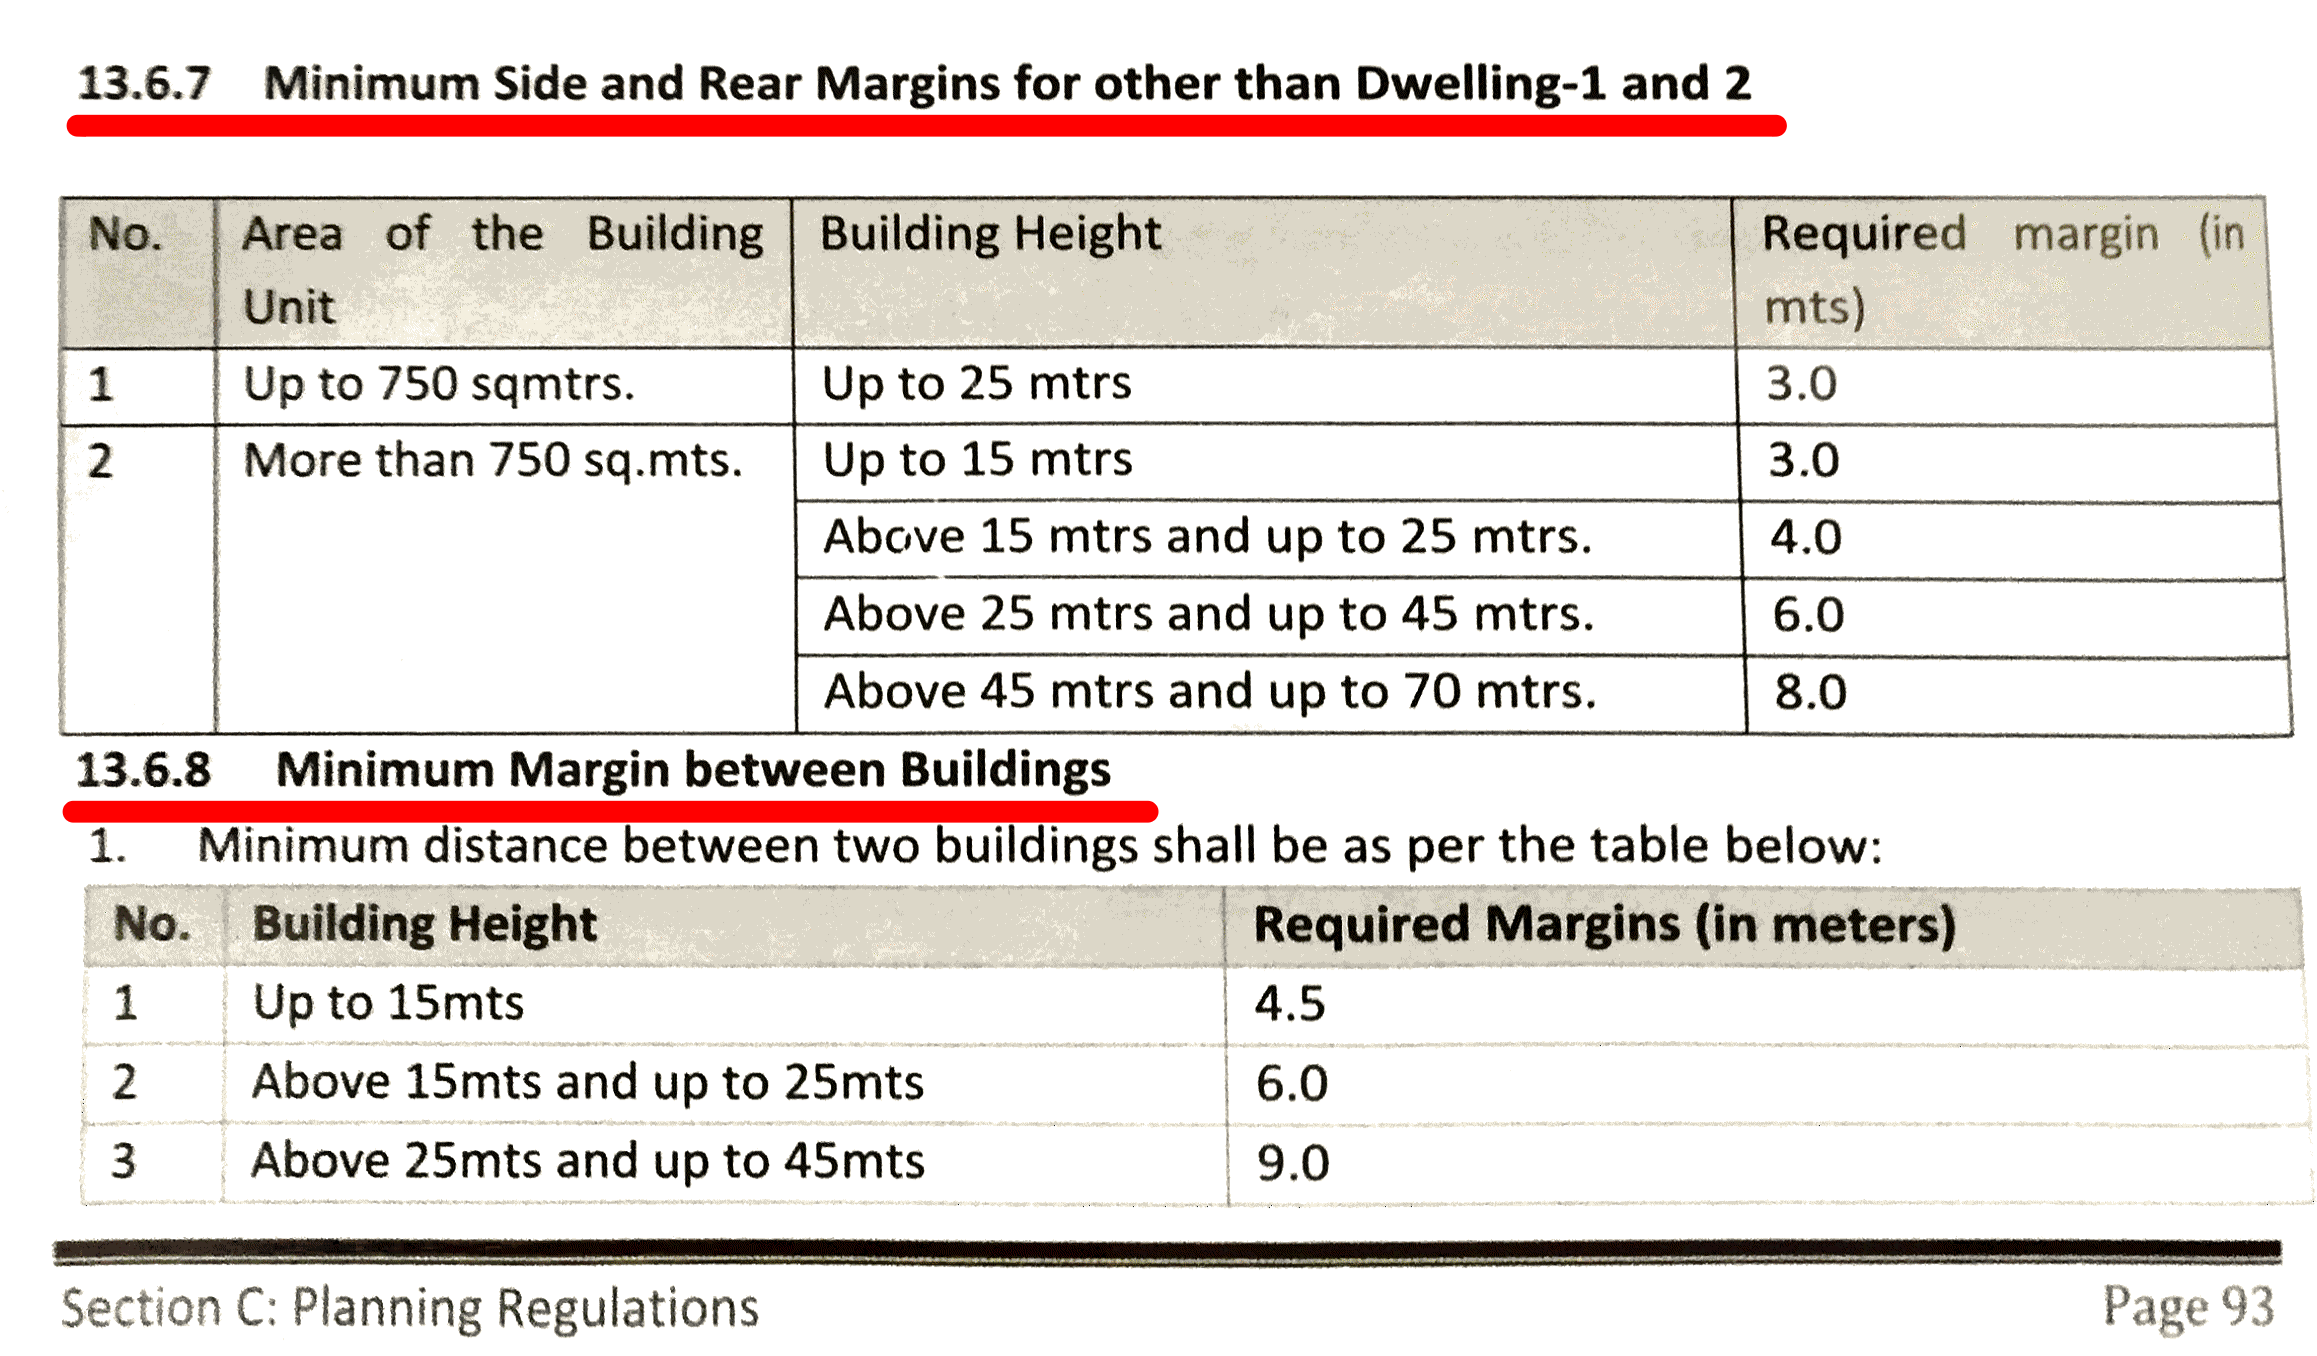 13.6.7 Minimum Side and Rear Margins for other than Dwelling-1 and 2
No. Area of the Building Unit Building Height Required margin (in mts)
1 Up to 750 sqmtrs. Up to 25 mtrs 3.0
2 More than 750 sq.mts. Up to 15 mtrs 3.0
Above 15 mtrs and up to 25 mtrs. 4.0
Above 25 mtrs and up to 45 mtrs. 6.0
Above 45 mtrs and up to 70 mtrs. 8.0
13.6.8 Minimum Margin between Buildings
1. Minimum distance between two buildings shall be as per the table below:
No. Building Height Required Margins (in meters)
1 Up to 15mts 4.5
2 Above 15mts and up to 25mts 6.0
3 Above 25mts and up to 45mts 9.0
Section C: Planning Regulations Page 93